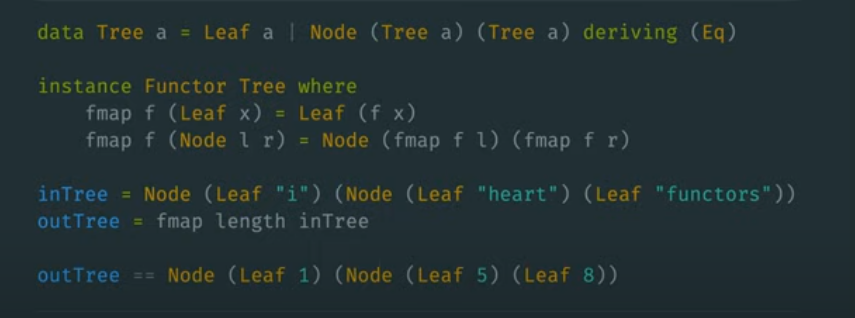 data Tree a = Leaf a | Node (Tree a) (Tree a) deriving (Eq)
instance Functor Tree where
    fmap f (Leaf x) = Leaf (f x)
    fmap f (Node l r) = Node (fmap f l) (fmap f r)
inTree = Node (Leaf "i") (Node (Leaf "heart") (Leaf "functors"))
outTree = fmap length inTree
outTree == Node (Leaf 1) (Node (Leaf 5) (Leaf 8))